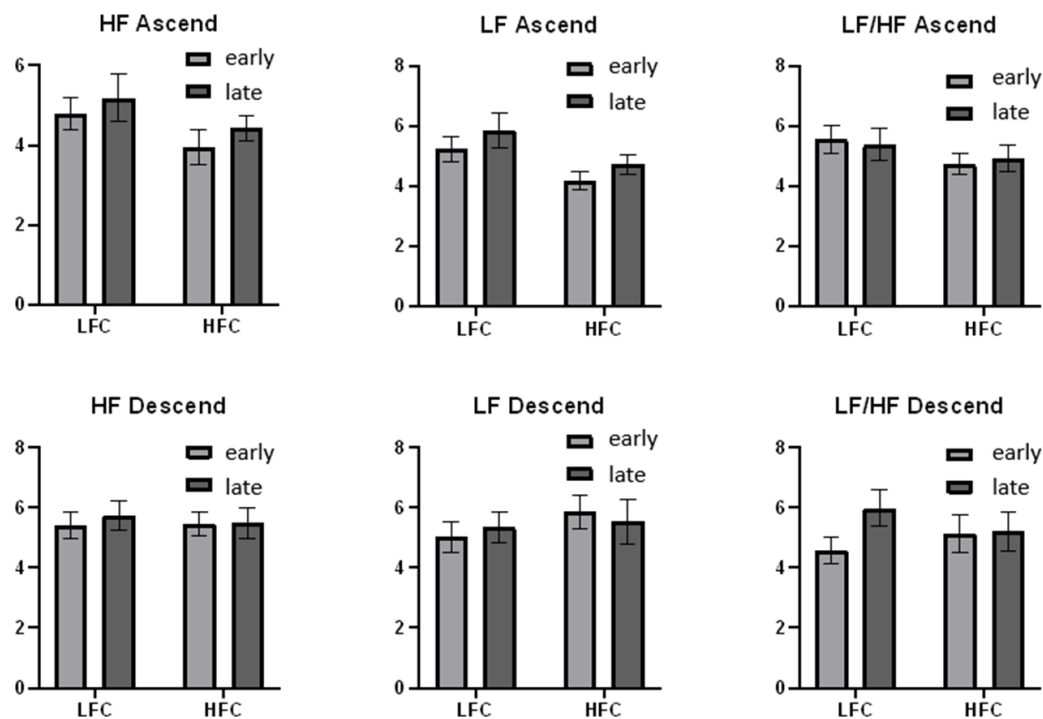 HF Ascend
6
4
2
0
early
late
LFC
HFC
LF Ascend
8
6
4
2
0
early
late
LFC
HFC
LF/HF Ascend
8
6
4
2
0
early
late
LFC
HFC
HF Descend
8
6
4
2
0
early
late
LFC
HFC
LF Descend
8
6
4
2
0
early
late
LFC
HFC
LF/HF Descend
8
6
4
2
0
early
late
LFC
HFC